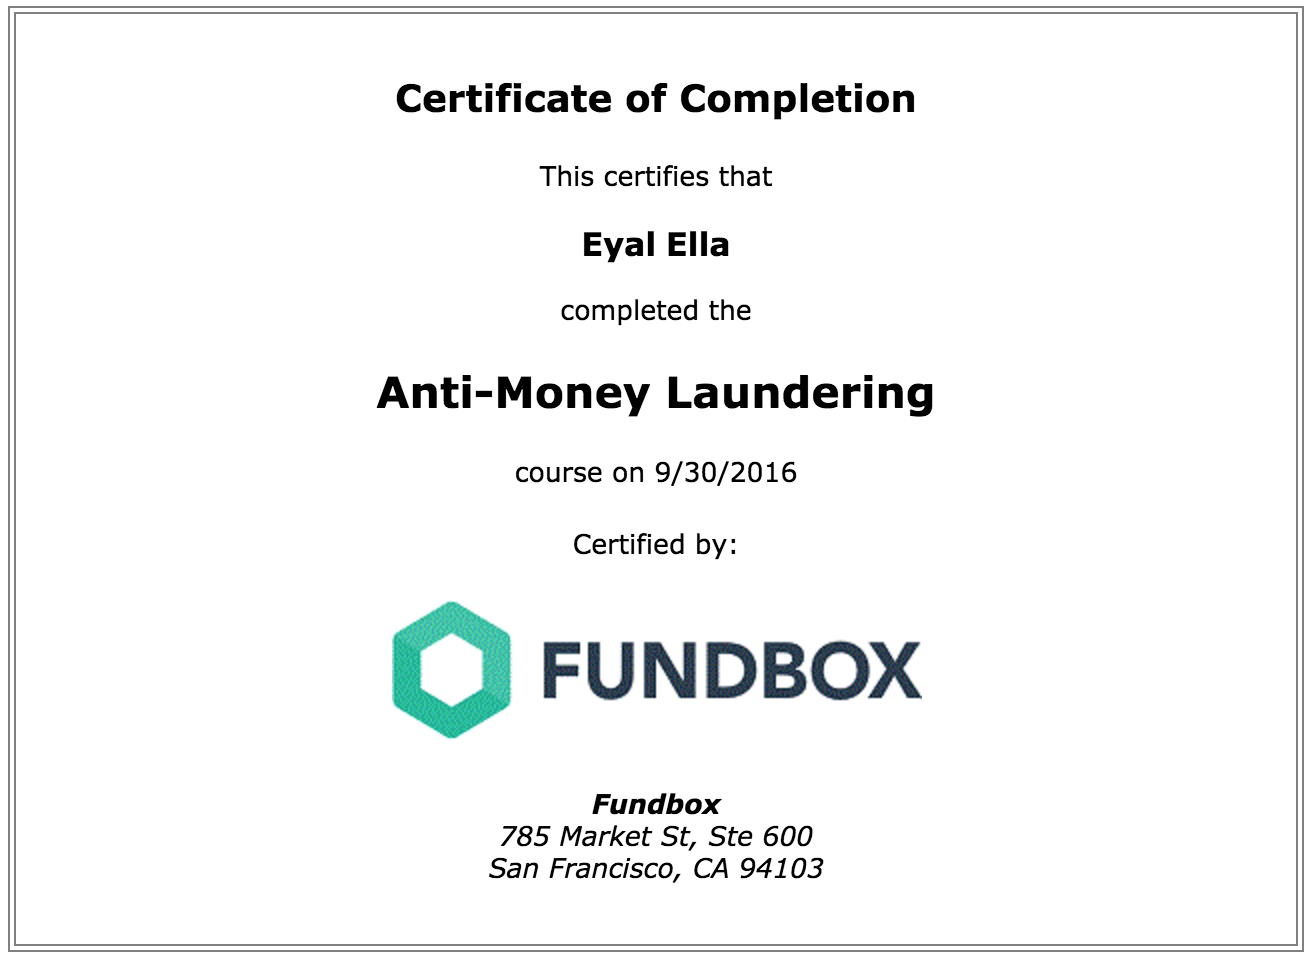 Certificate of Completion
This certifies that
Eyal Ella
completed the
Anti-Money Laundering
course on 9/30/2016
Certified by:
FUNDBOX
Fundbox
785 Market St, Ste 600
San Francisco, CA 94103